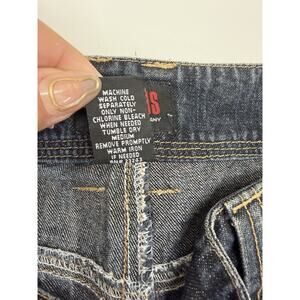 MACHINE
WASH COLD
SEPARATELY
ONLY NON-
CHLORINE BLEACH
WHEN NEEDED
TUMBLE DRY
MEDIUM
REMOVE PROMPTLY
WARM IRON
IF NEEDED